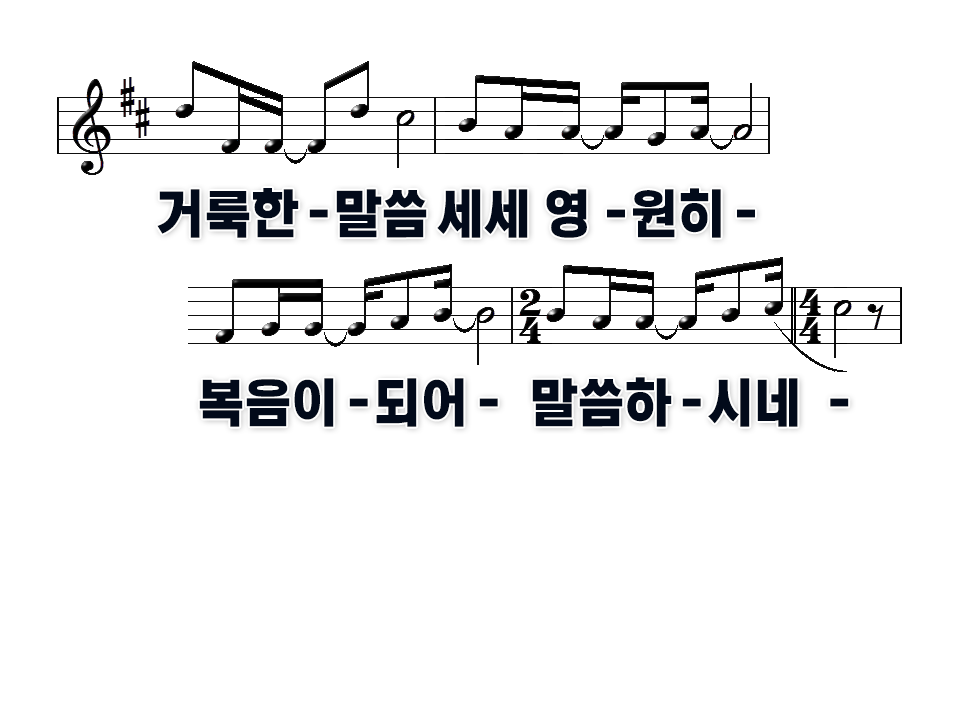 거룩한 - 말씀 세세 영 - 원히 -
복음이 - 되어 - 말씀하 - 시네 -